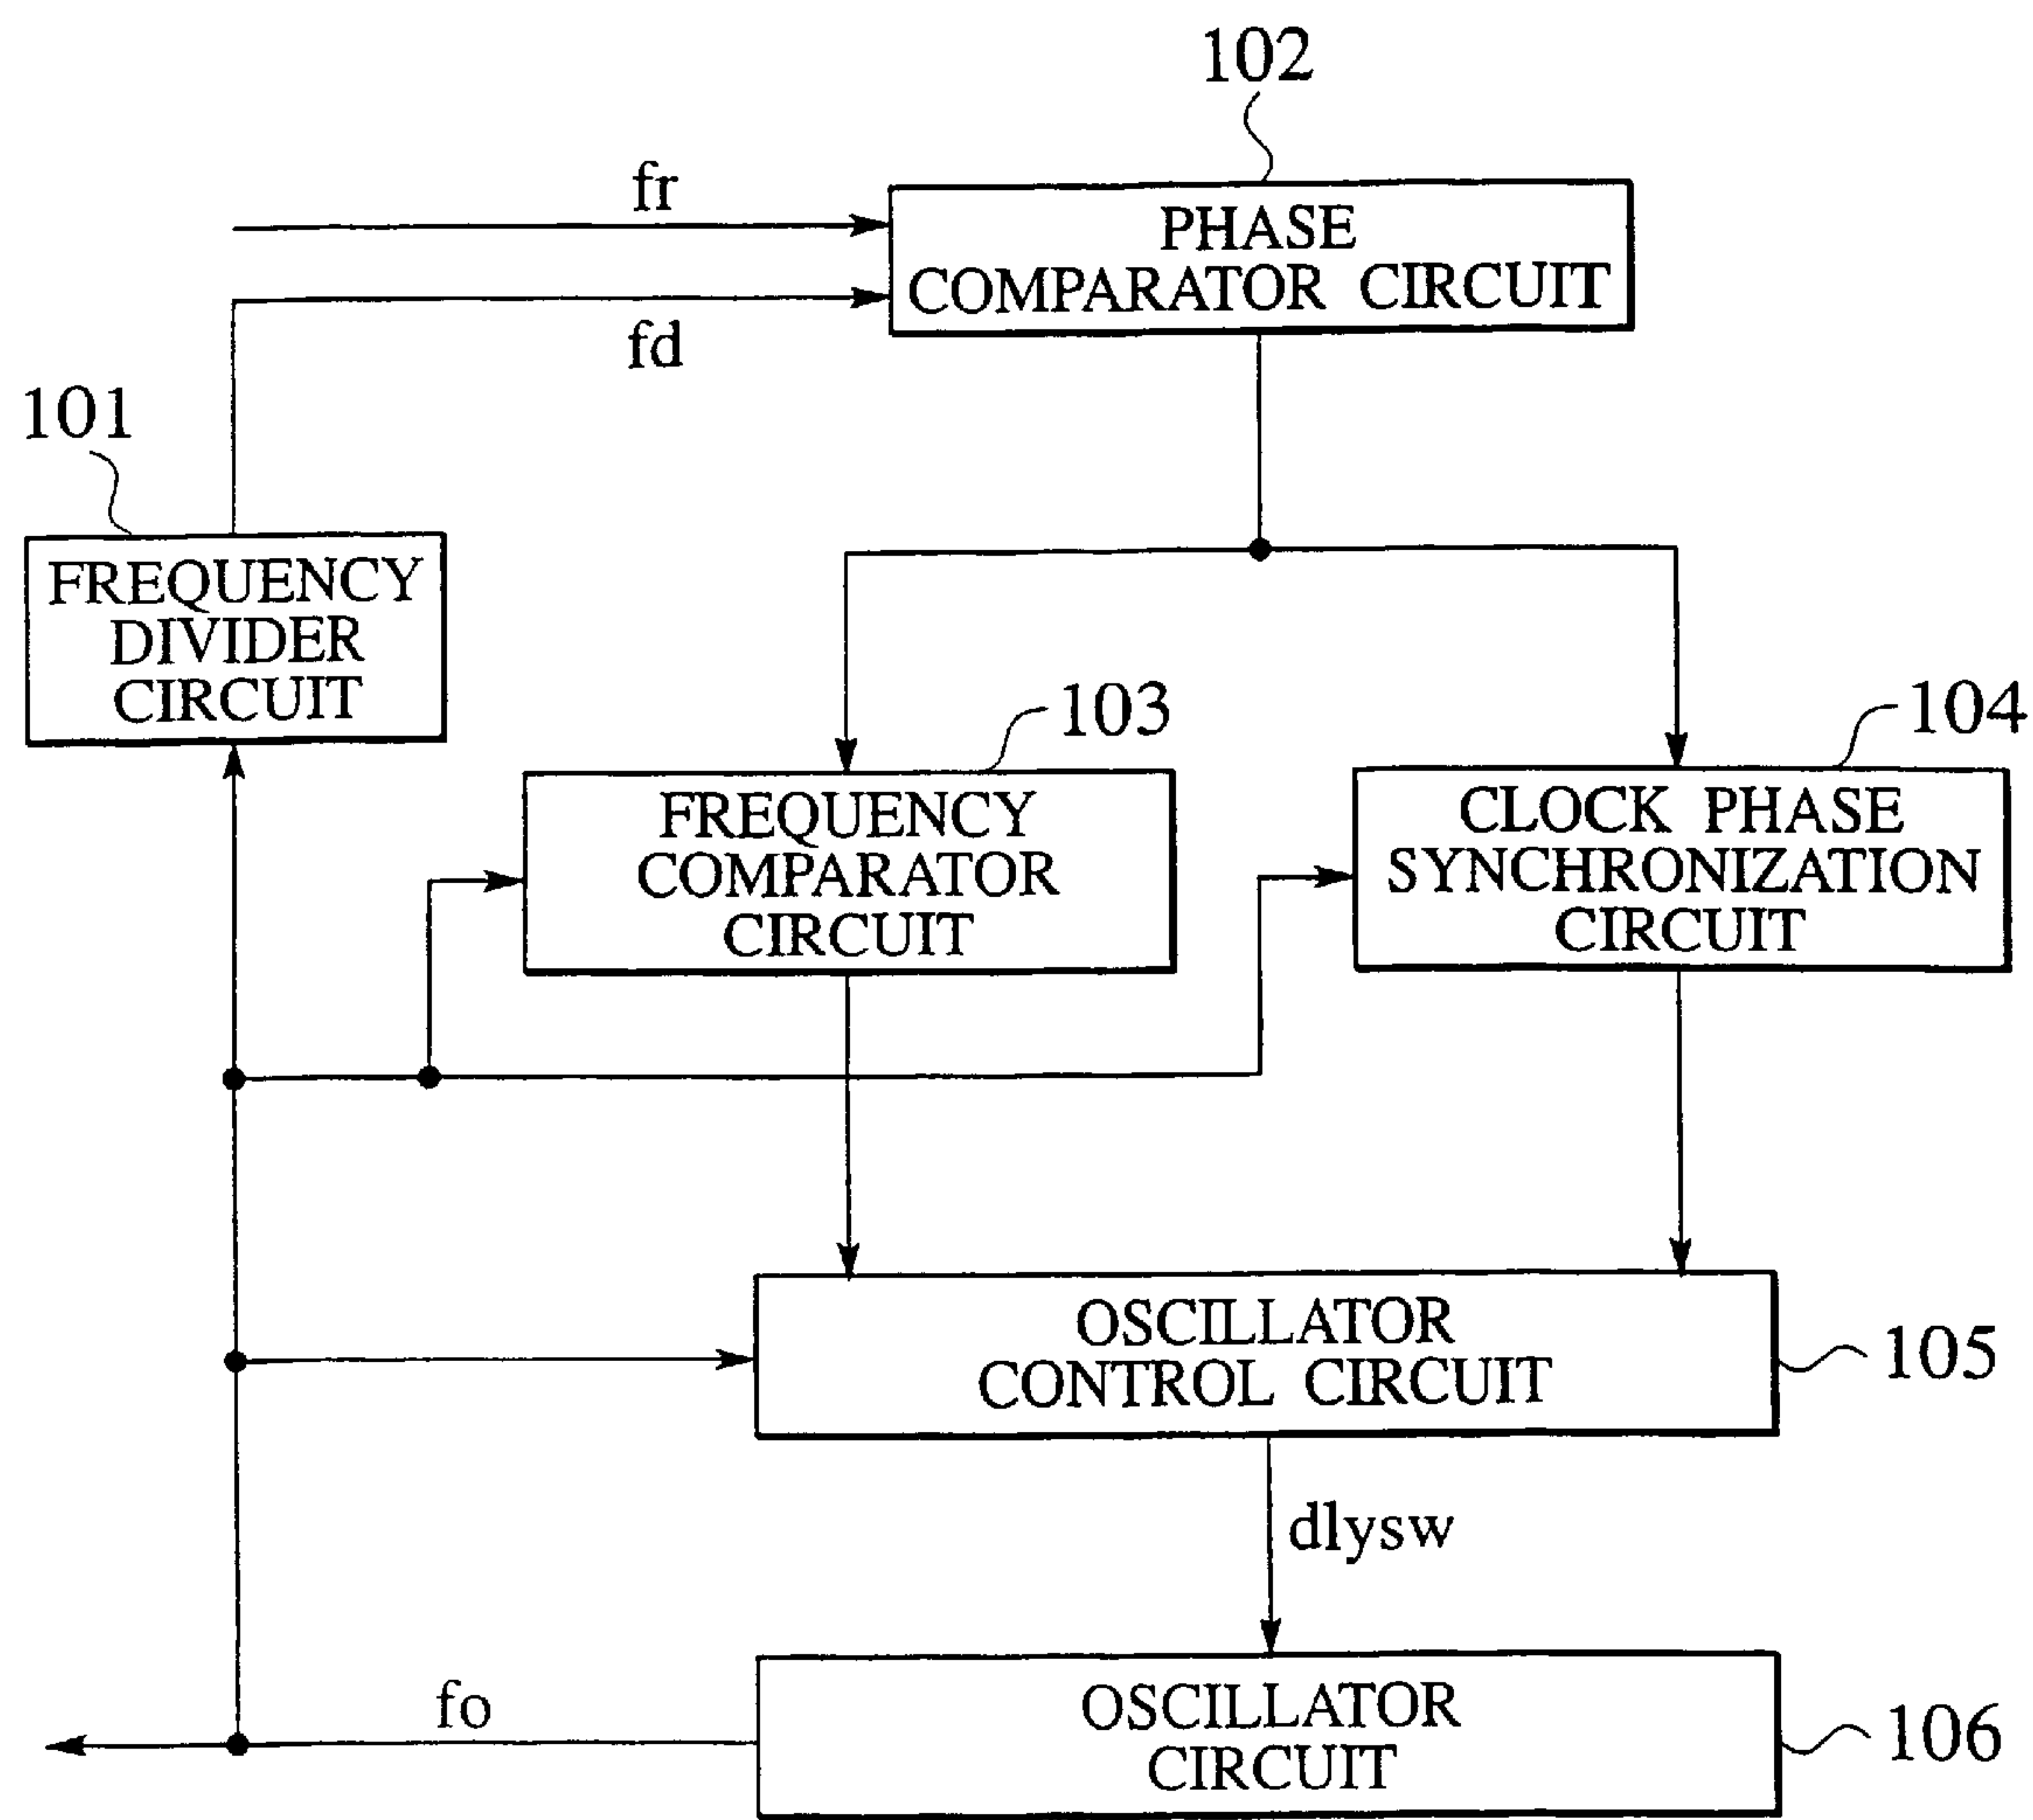 102
fr
PHASE
COMPARATOR CIRCUIT
fd
101
FREQUENCY
DIVIDER
CIRCUIT
103
104
FREQUENCY
COMPARATOR
CIRCUIT
CLOCK PHASE
SYNCHRONIZATION
CIRCUIT
OSCILLATOR
CONTROL CIRCUIT
105
dlysw
fo
OSCILLATOR
CIRCUIT
106